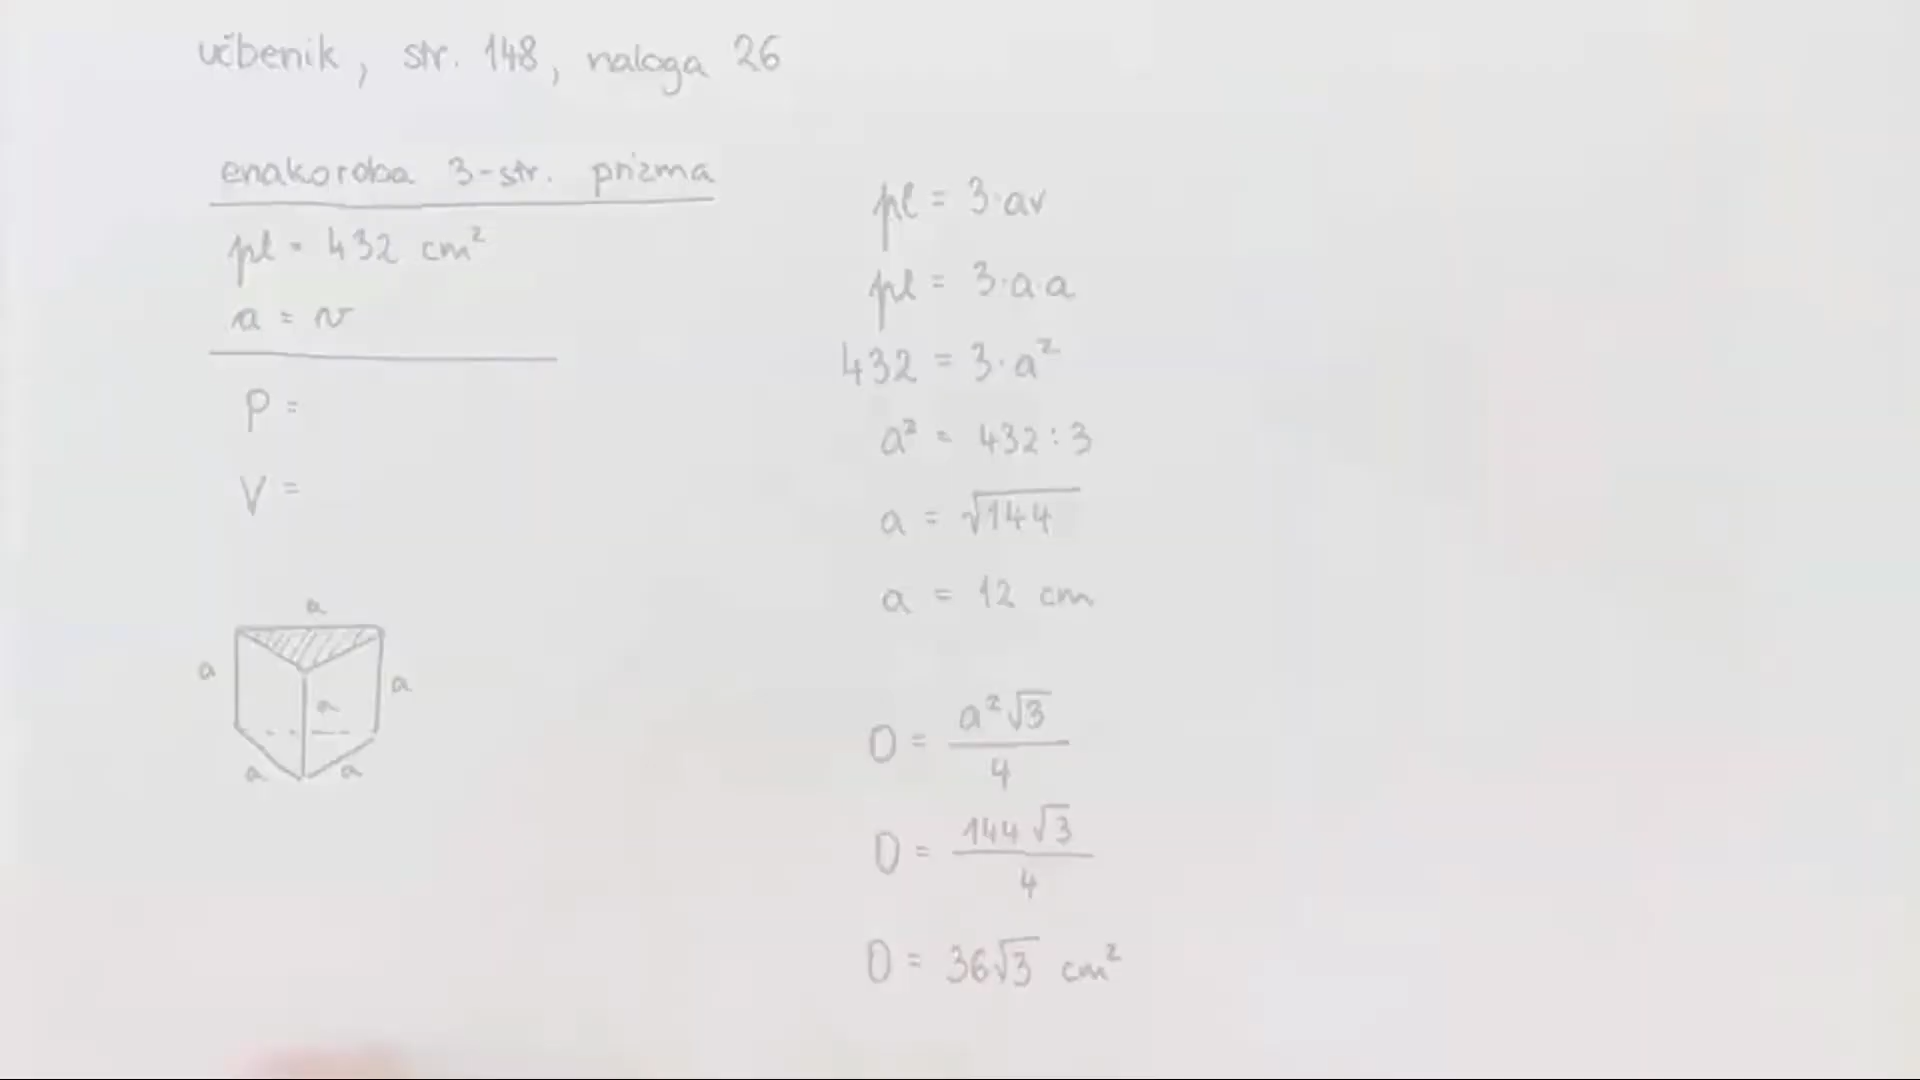 učbenik, str. 148, naloga 26
enakoroba 3-str. prizma
pl = 432 cm²
a = v
P =
V =
a
a
a
a
a
a
pl = 3·av
pl = 3·a·a
432 = 3·a²
a² = 432:3
a = √144
a = 12 cm
O = a²√3 / 4
O = 144√3 / 4
O = 36√3 cm²